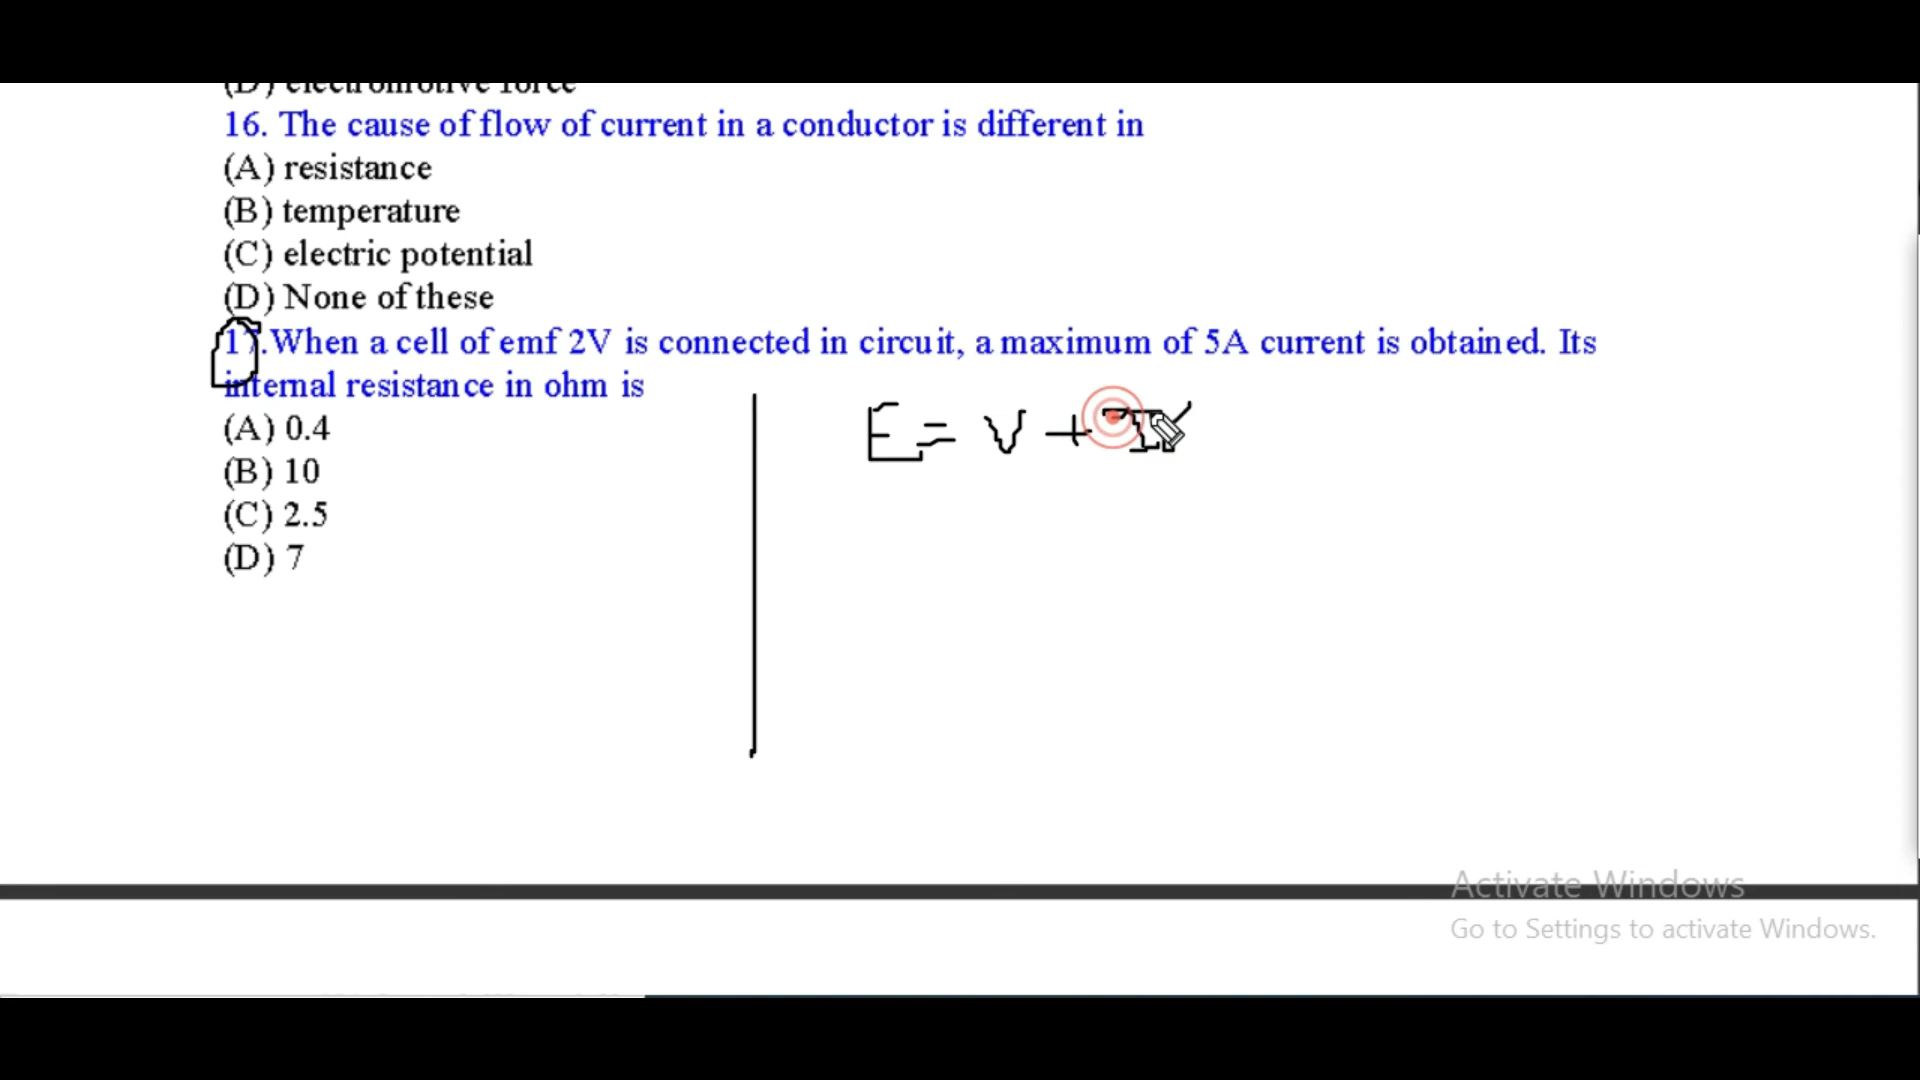 (D) electromotive force
16. The cause of flow of current in a conductor is different in
(A) resistance
(B) temperature
(C) electric potential
(D) None of these
17.When a cell of emf 2V is connected in circuit, a maximum of 5A current is obtained. Its
internal resistance in ohm is
(A) 0.4
(B) 10
(C) 2.5
(D) 7
E = V + I
Activate Windows
Go to Settings to activate Windows.